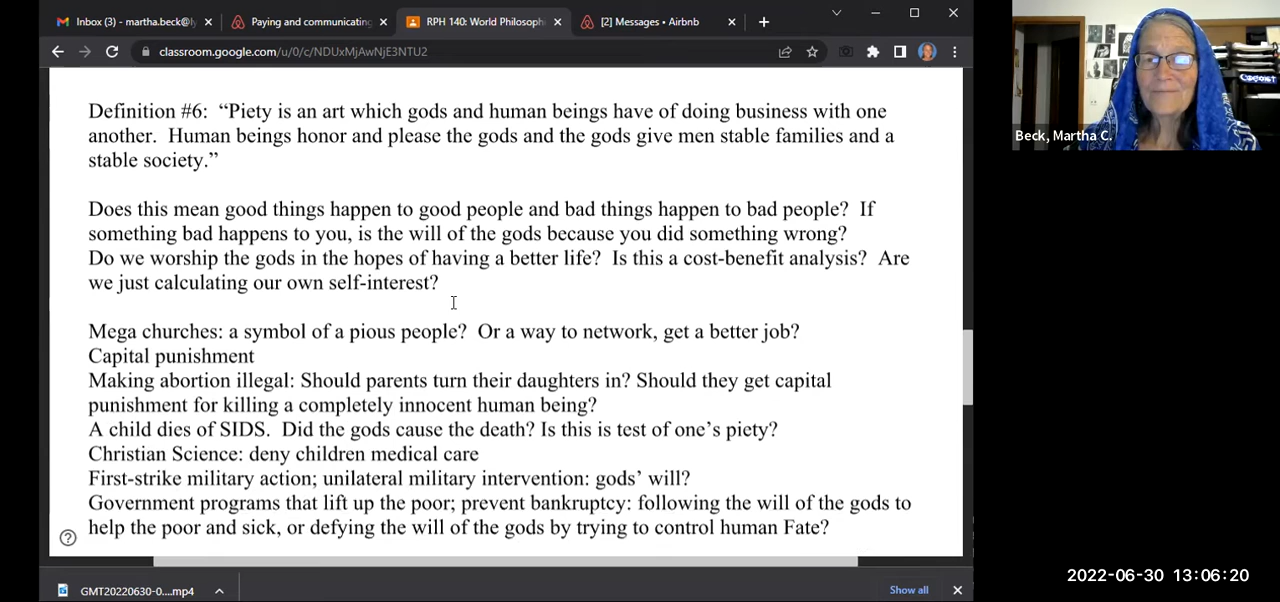 Inbox (3) - martha.beck@ly
Paying and communicating
RPH 140: World Philosoph
[2] Messages • Airbnb
classroom.google.com/u/0/c/NDUxMjAwNjE3NTU2
Beck, Martha C.
Definition #6: “Piety is an art which gods and human beings have of doing business with one
another. Human beings honor and please the gods and the gods give men stable families and a
stable society.”
Does this mean good things happen to good people and bad things happen to bad people? If
something bad happens to you, is the will of the gods because you did something wrong?
Do we worship the gods in the hopes of having a better life? Is this a cost-benefit analysis? Are
we just calculating our own self-interest?
Mega churches: a symbol of a pious people? Or a way to network, get a better job?
Capital punishment
Making abortion illegal: Should parents turn their daughters in? Should they get capital
punishment for killing a completely innocent human being?
A child dies of SIDS. Did the gods cause the death? Is this is test of one’s piety?
Christian Science: deny children medical care
First-strike military action; unilateral military intervention: gods’ will?
Government programs that lift up the poor; prevent bankruptcy: following the will of the gods to
help the poor and sick, or defying the will of the gods by trying to control human Fate?
GMT20220630-0....mp4
Show all
2022-06-30 13:06:20